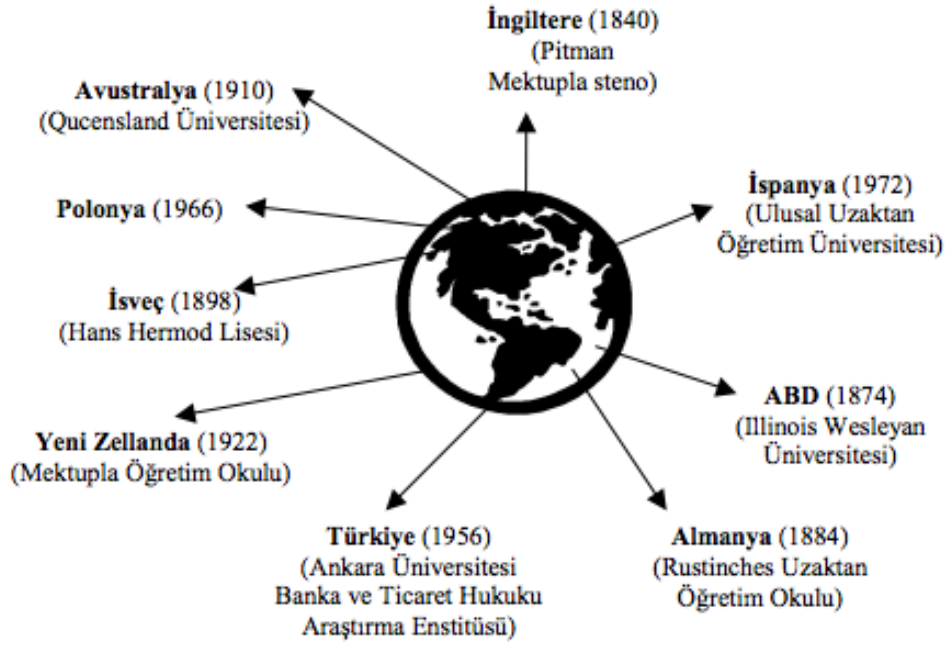 İngiltere (1840)
(Pitman
Mektupla steno)
Avustralya (1910)
(Qucensland Üniversitesi)
İspanya (1972)
(Ulusal Uzaktan
Öğretim Üniversitesi)
Polonya (1966)
İsveç (1898)
(Hans Hermod Lisesi)
ABD (1874)
(Illinois Wesleyan
Üniversitesi)
Yeni Zellanda (1922)
(Mektupla Öğretim Okulu)
Türkiye (1956)
(Ankara Üniversitesi
Banka ve Ticaret Hukuku
Araştırma Enstitüsü)
Almanya (1884)
(Rustinches Uzaktan
Öğretim Okulu)